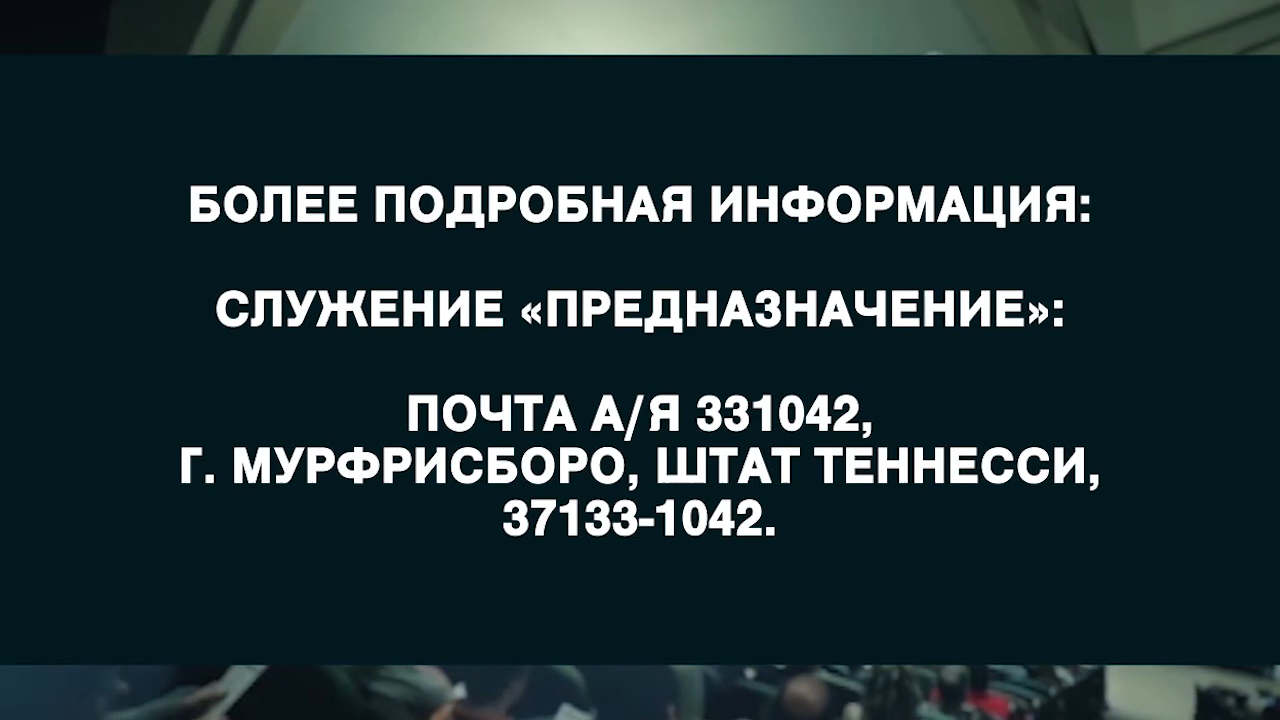 БОЛЕЕ ПОДРОБНАЯ ИНФОРМАЦИЯ:
СЛУЖЕНИЕ «ПРЕДНАЗНАЧЕНИЕ»:
ПОЧТА А/Я 331042,
Г. МУРФРИСБОРО, ШТАТ ТЕННЕССИ,
37133-1042.